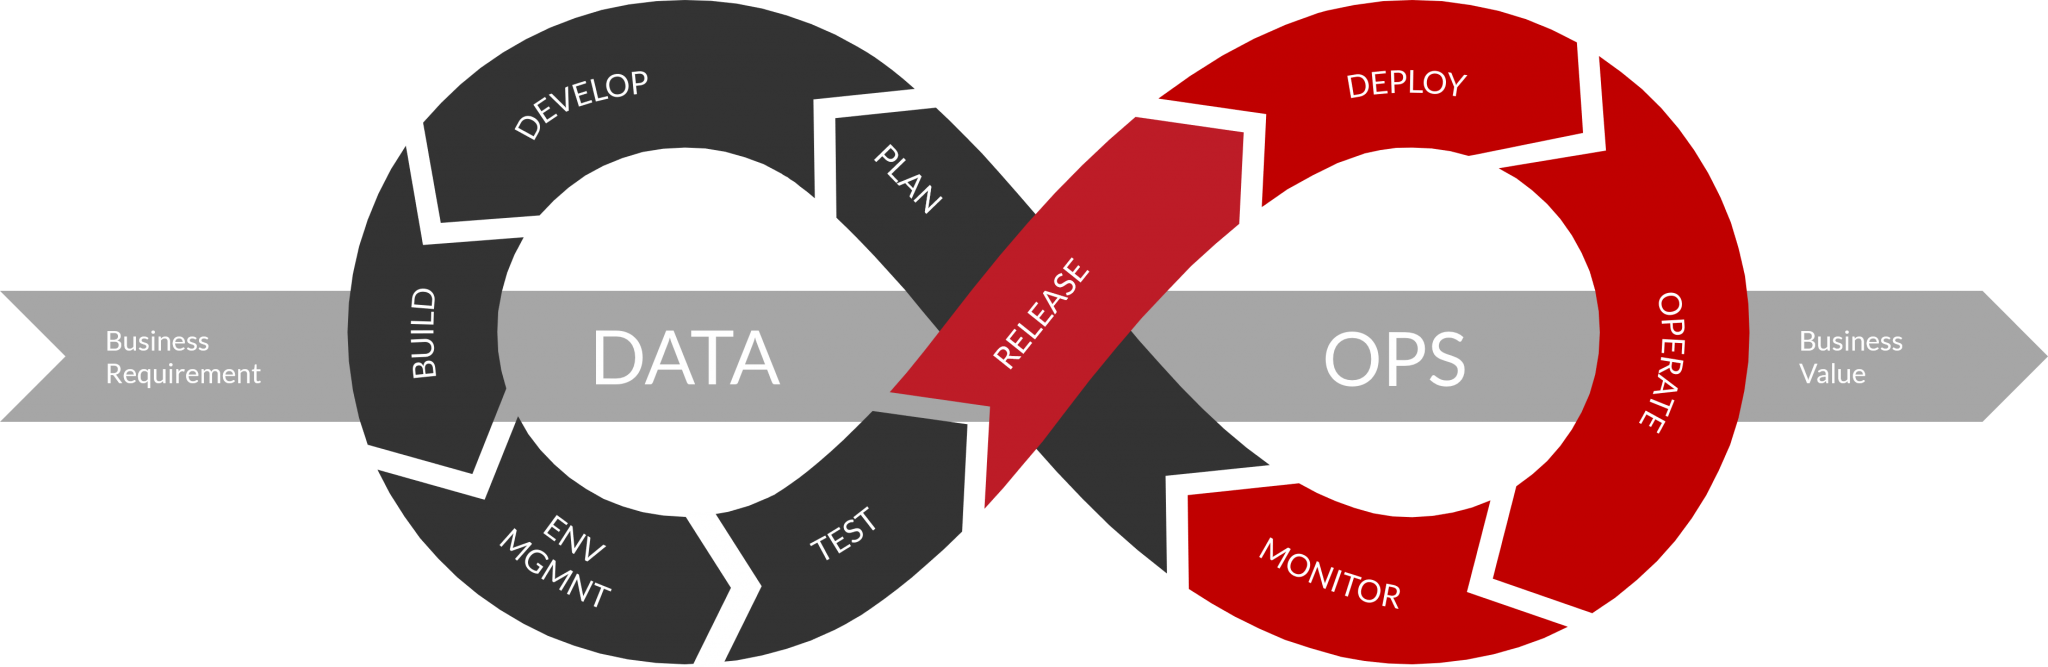 Business
Requirement
DATA
OPS
Business
Value
PLAN
DEVELOP
BUILD
ENV
MGMNT
TEST
RELEASE
DEPLOY
OPERATE
MONITOR